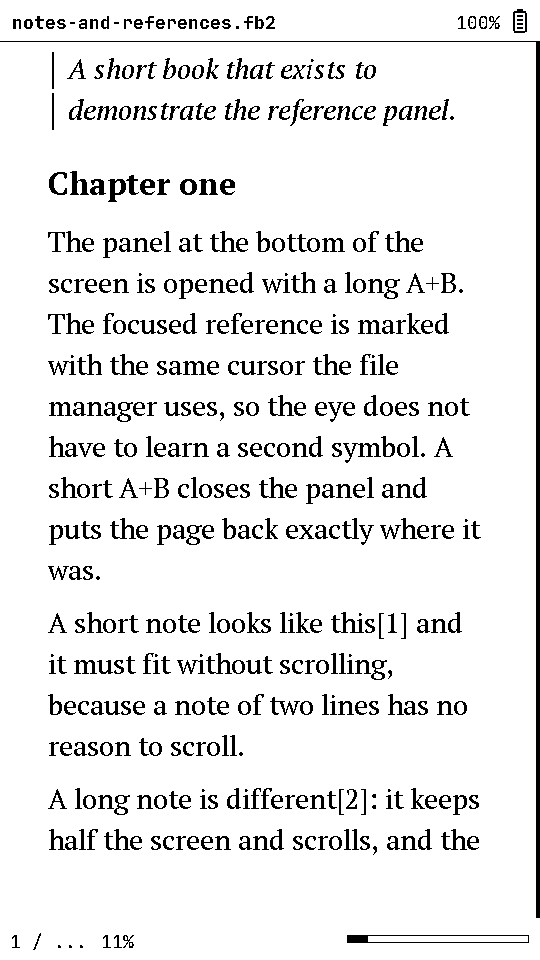 notes-and-references.fb2 100%
A short book that exists to
demonstrate the reference panel.
Chapter one
The panel at the bottom of the
screen is opened with a long A+B.
The focused reference is marked
with the same cursor the file
manager uses, so the eye does not
have to learn a second symbol. A
short A+B closes the panel and
puts the page back exactly where it
was.
A short note looks like this[1] and
it must fit without scrolling,
because a note of two lines has no
reason to scroll.
A long note is different[2]: it keeps
half the screen and scrolls, and the
1 / ... 11%